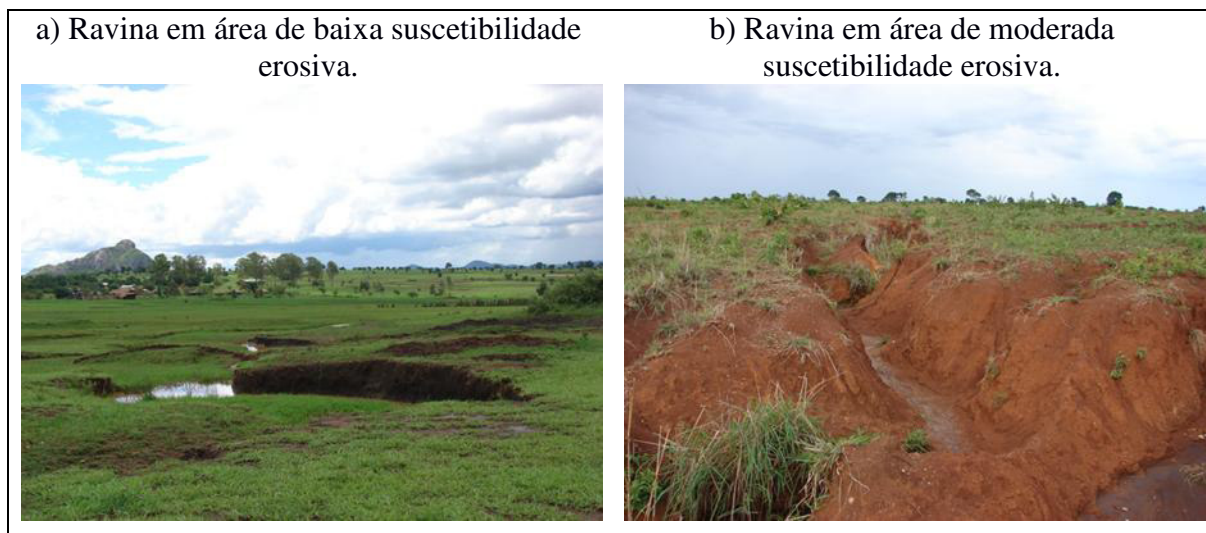 a) Ravina em área de baixa suscetibilidade
erosiva.
b) Ravina em área de moderada
suscetibilidade erosiva.